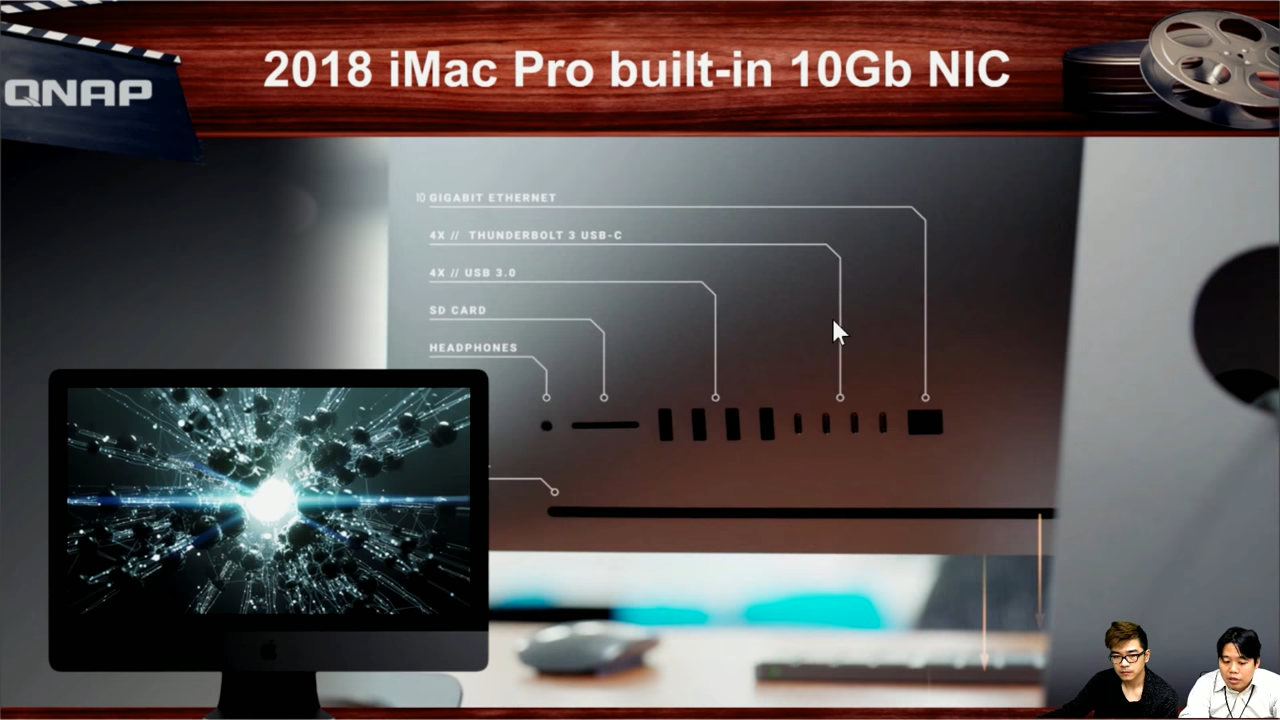 QNAP
2018 iMac Pro built-in 10Gb NIC
10 GIGABIT ETHERNET
4X // THUNDERBOLT 3 USB-C
4X // USB 3.0
SD CARD
HEADPHONES